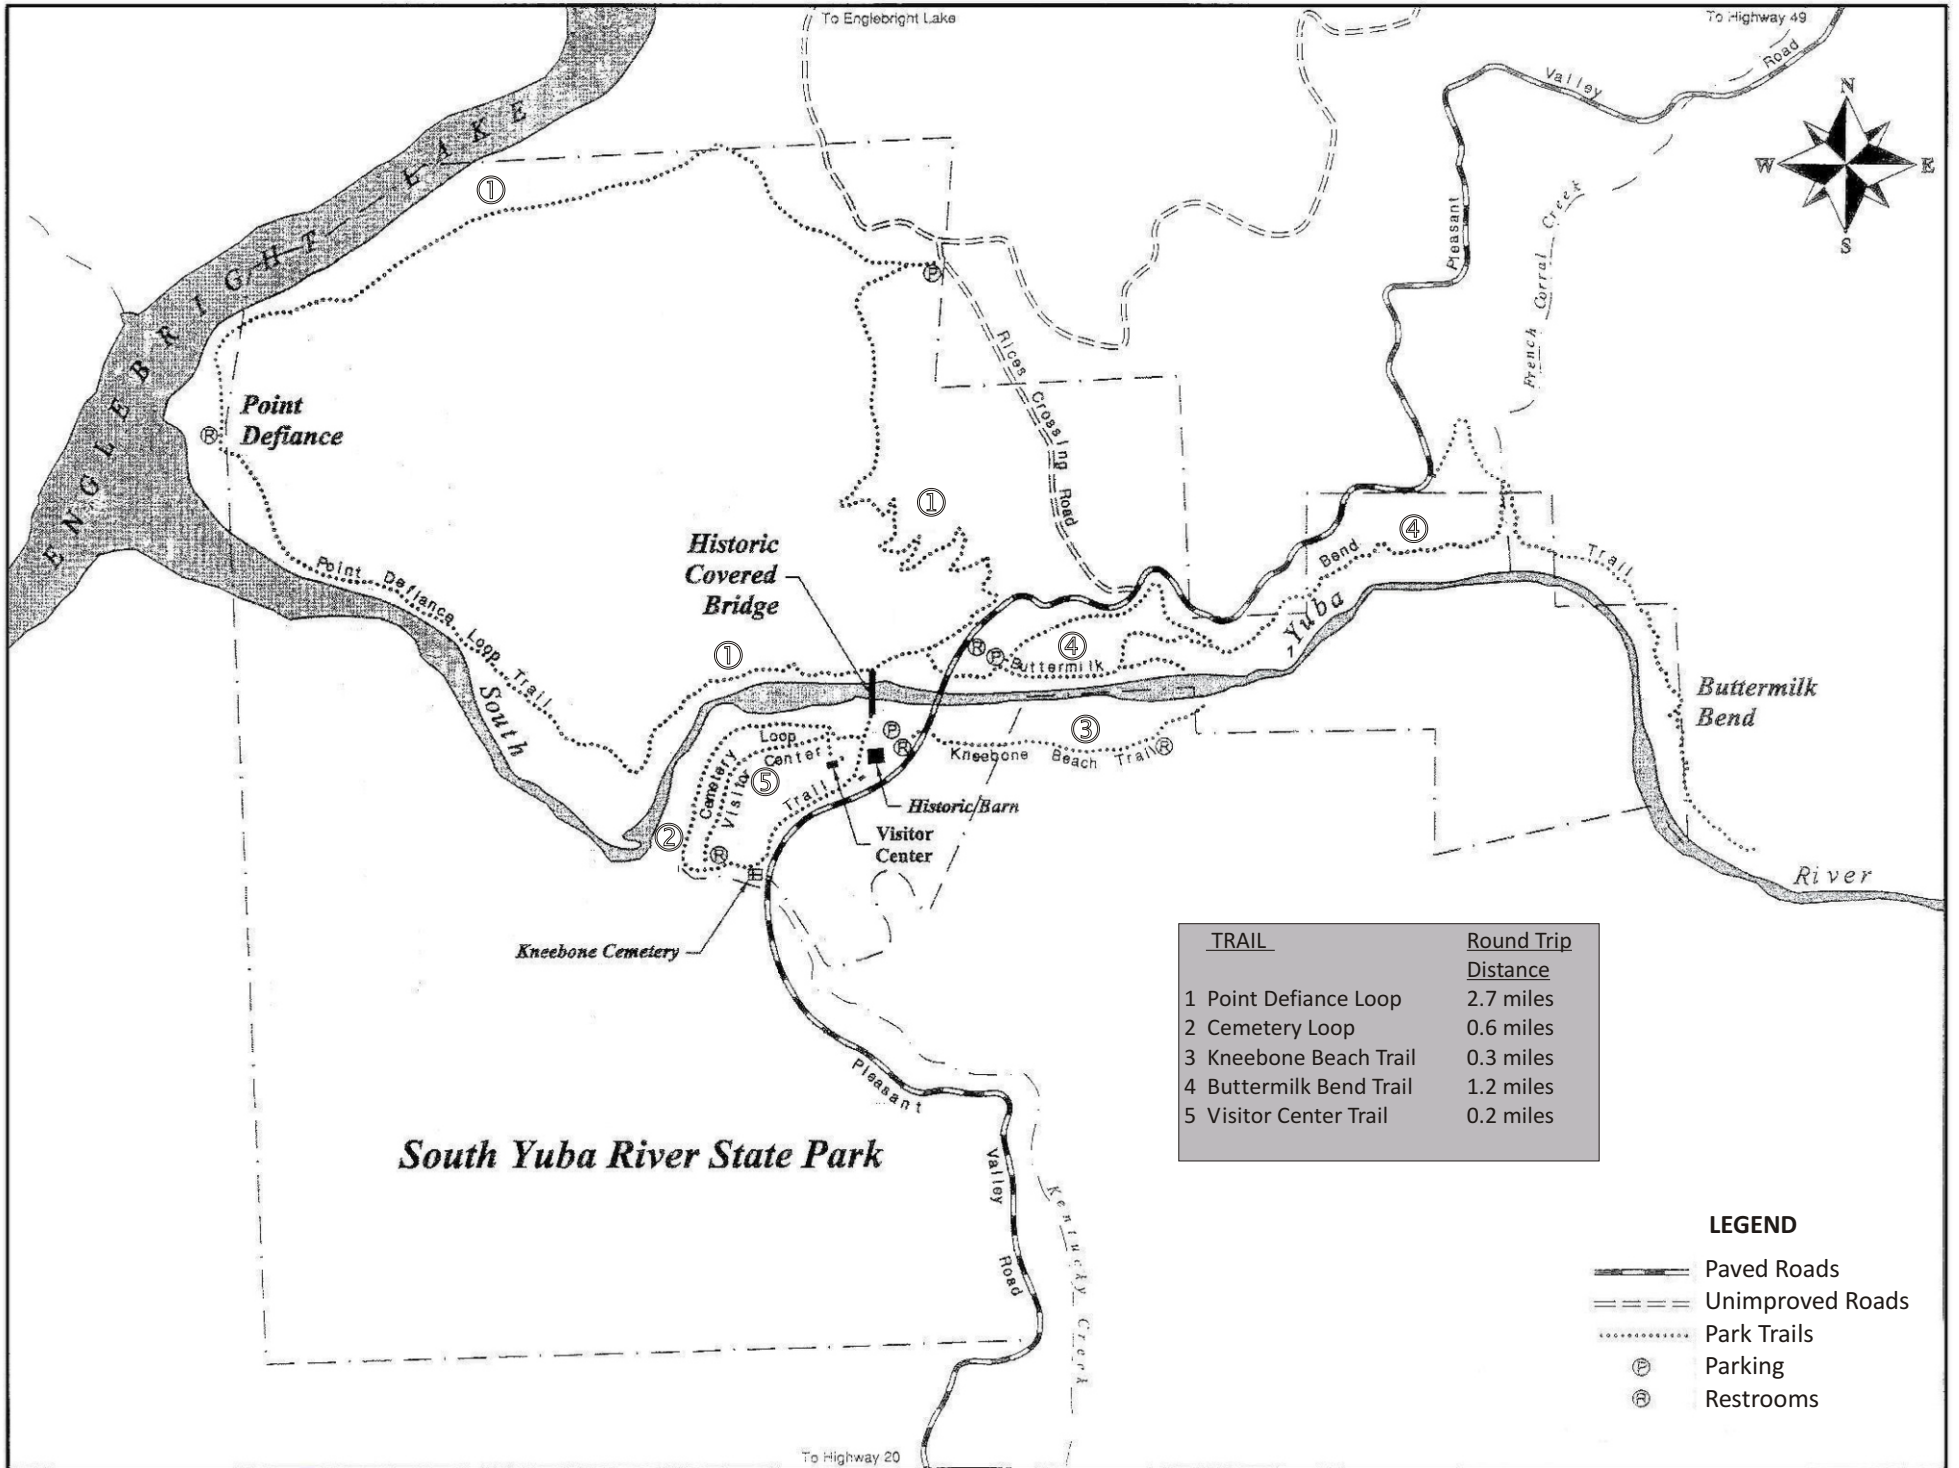 To Englebright Lake
To Highway 49
Valley
Road
N
W
E
S
ENGLEBRIGHT LAKE
①
Pleasant
French Corral Creek
Ⓟ
Rices Crossing Road
Point
Defiance
Ⓡ
①
④
Historic
Covered
Bridge
Bend
Trail
Point Defiance Loop Trail
Yuba
①
Ⓡ
Ⓟ
④
Buttermilk
Buttermilk
Bend
South
③
Kneebone Beach Trail
Ⓡ
Ⓟ
Ⓡ
Cemetery Loop
Visitor Center Trail
⑤
Historic Barn
②
Ⓡ
Visitor
Center
River
Kneebone Cemetery
TRAIL Round Trip
Distance
1 Point Defiance Loop 2.7 miles
2 Cemetery Loop 0.6 miles
3 Kneebone Beach Trail 0.3 miles
4 Buttermilk Bend Trail 1.2 miles
5 Visitor Center Trail 0.2 miles
Pleasant
Valley
Road
South Yuba River State Park
Kentucky Creek
LEGEND
Paved Roads
Unimproved Roads
Park Trails
Ⓟ Parking
Ⓡ Restrooms
To Highway 20